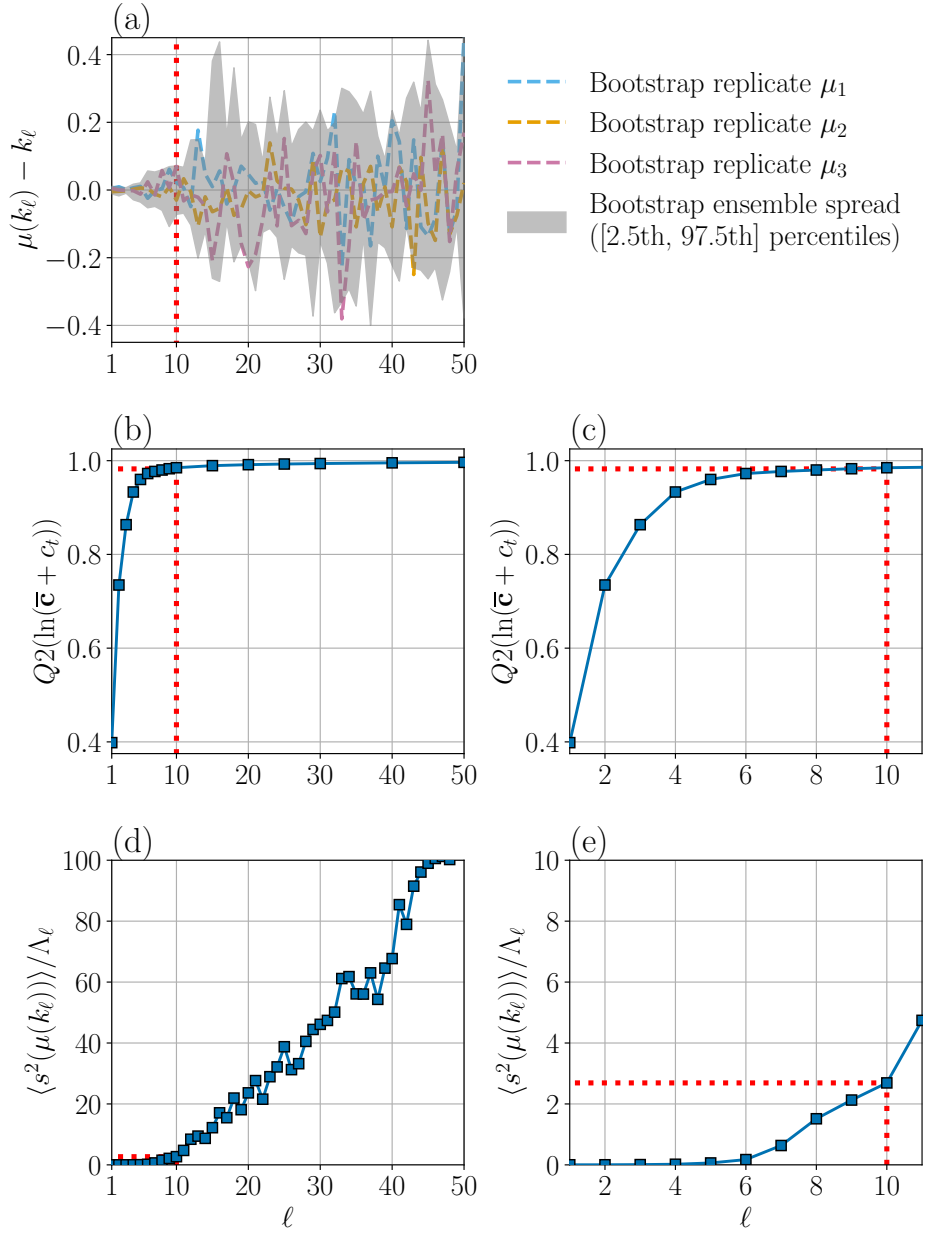 (a)
0.4
0.2
0.0
−0.2
−0.4
μ(k_ℓ) − k_ℓ
1 10 20 30 40 50
Bootstrap replicate μ₁
Bootstrap replicate μ₂
Bootstrap replicate μ₃
Bootstrap ensemble spread
([2.5th, 97.5th] percentiles)
(b)
1.0
0.8
0.6
0.4
Q2(ln(c̅ + c_t))
1 10 20 30 40 50
(c)
1.0
0.8
0.6
0.4
Q2(ln(c̅ + c_t))
2 4 6 8 10
(d)
100
80
60
40
20
0
⟨s²(μ(k_ℓ))⟩/Λ_ℓ
1 10 20 30 40 50
ℓ
(e)
10
8
6
4
2
0
⟨s²(μ(k_ℓ))⟩/Λ_ℓ
2 4 6 8 10
ℓ